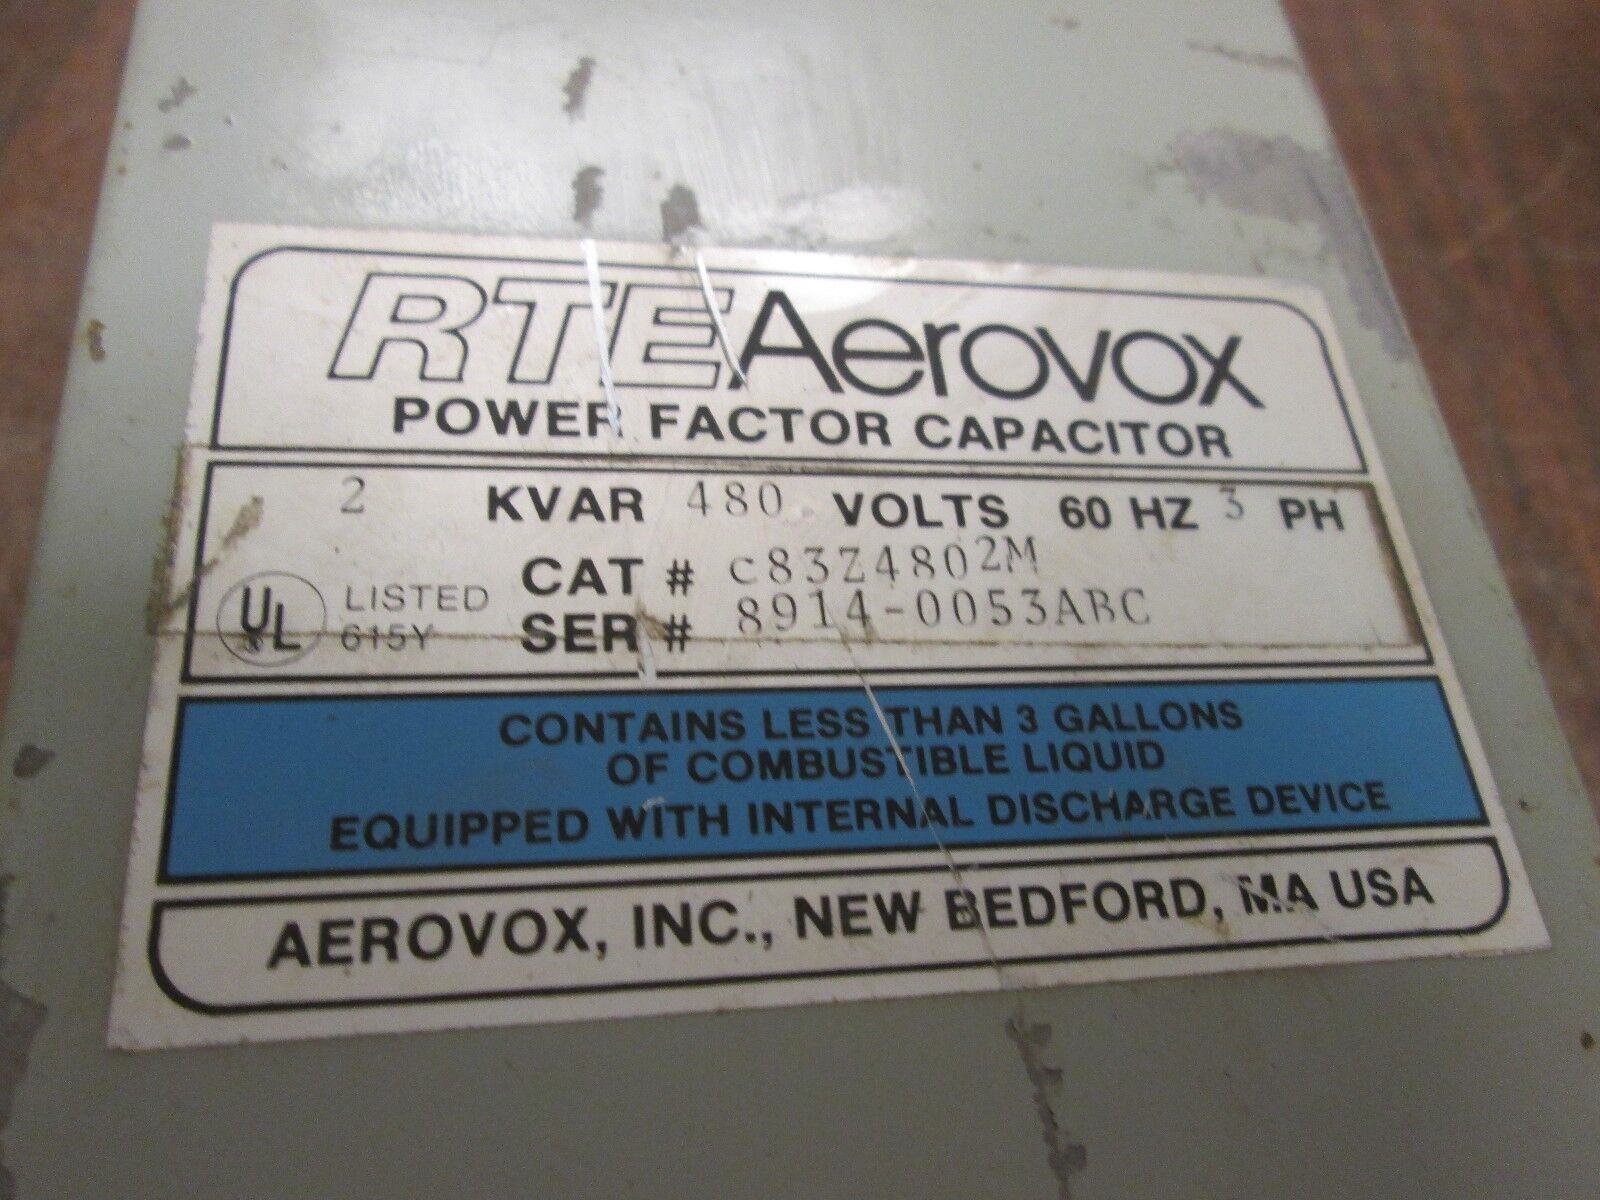 RTE Aerovox
POWER FACTOR CAPACITOR
2 KVAR 480 VOLTS 60 HZ 3 PH
CAT # C83Z4802M
UL LISTED 615Y
SER # 8914-0053ABC
CONTAINS LESS THAN 3 GALLONS
OF COMBUSTIBLE LIQUID
EQUIPPED WITH INTERNAL DISCHARGE DEVICE
AEROVOX, INC., NEW BEDFORD, MA USA